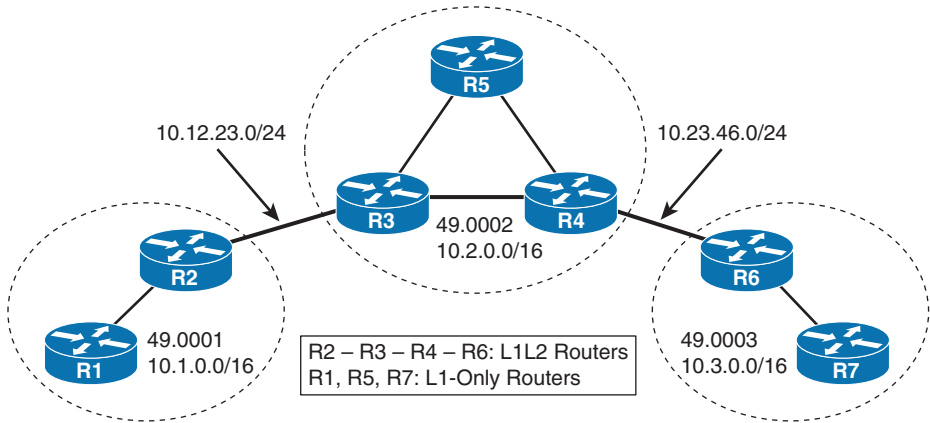 R5
10.12.23.0/24
10.23.46.0/24
R3
R4
49.0002
10.2.0.0/16
R2
R6
R1
49.0001
10.1.0.0/16
R2 – R3 – R4 – R6: L1L2 Routers
R1, R5, R7: L1-Only Routers
49.0003
10.3.0.0/16
R7